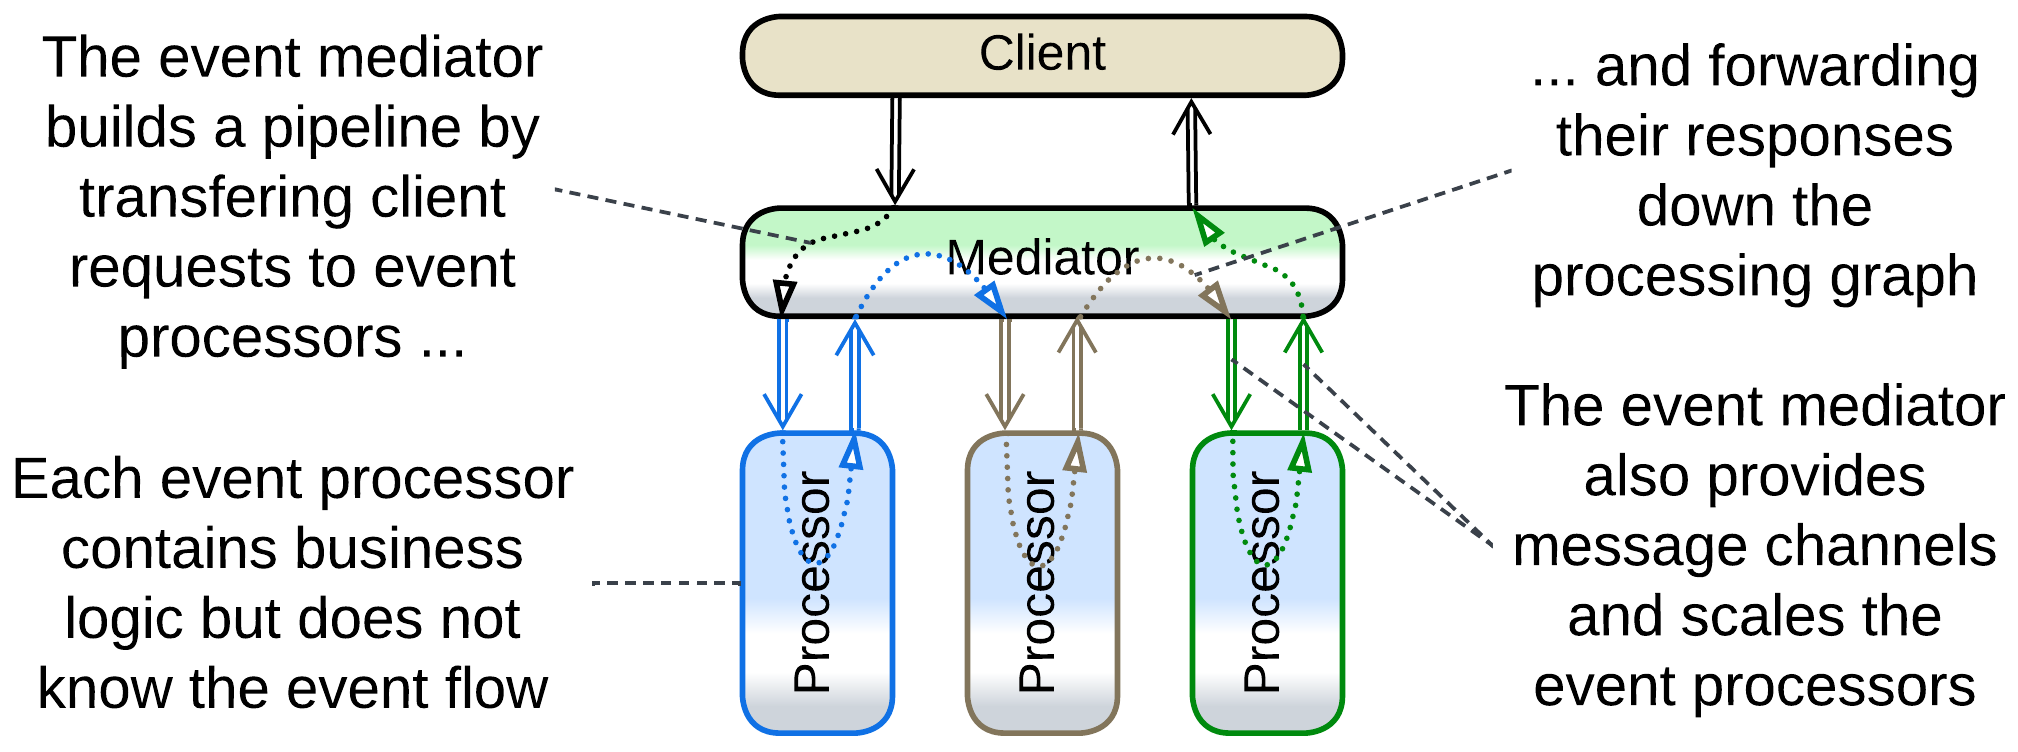 The event mediator
builds a pipeline by
transfering client
requests to event
processors ...
Each event processor
contains business
logic but does not
know the event flow
Client
Mediator
Processor
Processor
Processor
... and forwarding
their responses
down the
processing graph
The event mediator
also provides
message channels
and scales the
event processors